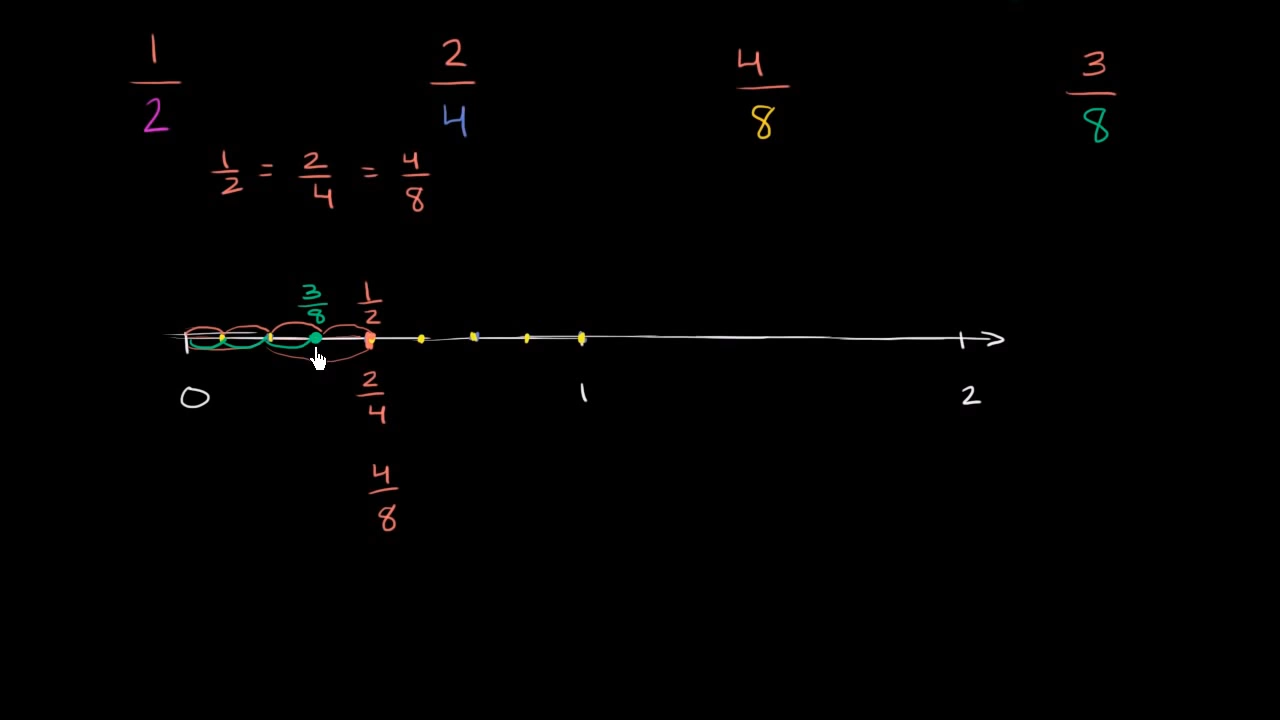 1/2 2/4 4/8 3/8
1/2 = 2/4 = 4/8
3/8 1/2
0 1 2
2/4
4/8